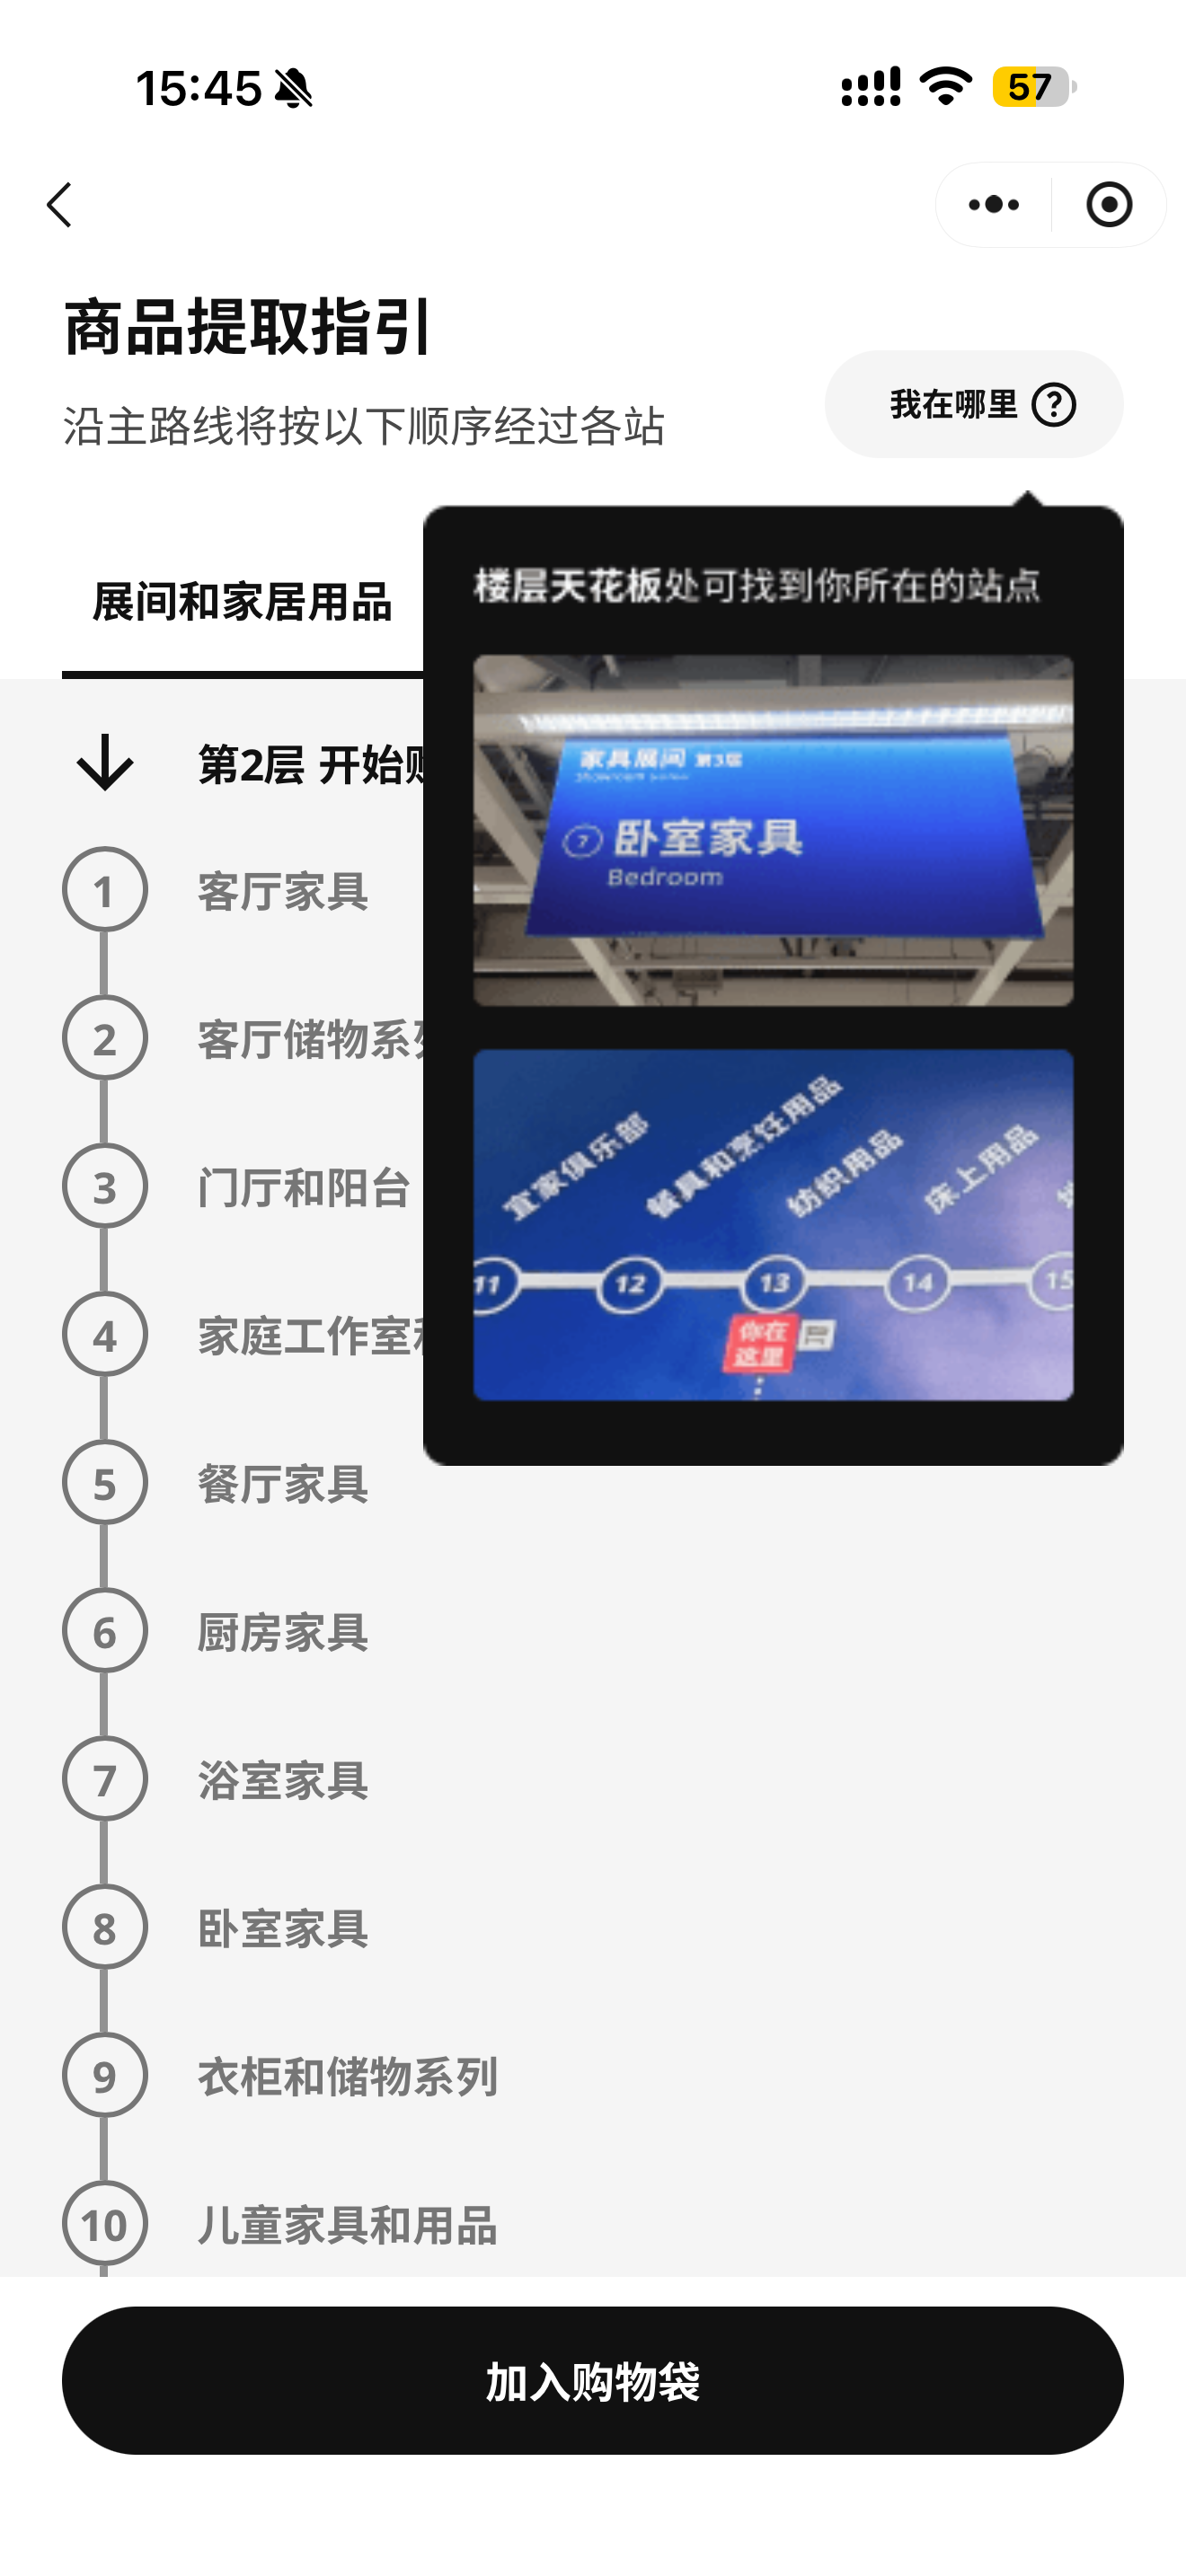 15:45
57
商品提取指引
沿主路线将按以下顺序经过各站
我在哪里 ?
楼层天花板处可找到你所在的站点
展间和家居用品
家具展间 第3层
7 卧室家具
Bedroom
宜家俱乐部
餐具和烹饪用品
纺织用品
床上用品
11 12 13 14 15
你在
这里
第2层 开始
1 客厅家具
2 客厅储物系
3 门厅和阳台
4 家庭工作室
5 餐厅家具
6 厨房家具
7 浴室家具
8 卧室家具
9 衣柜和储物系列
10 儿童家具和用品
加入购物袋